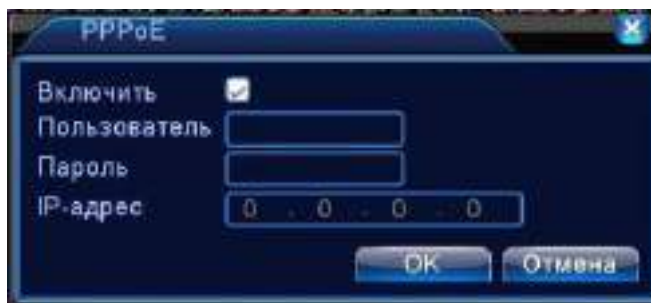 PPPoE
Включить
Пользователь
Пароль
IP-адрес 0 . 0 . 0 . 0
OK Отмена